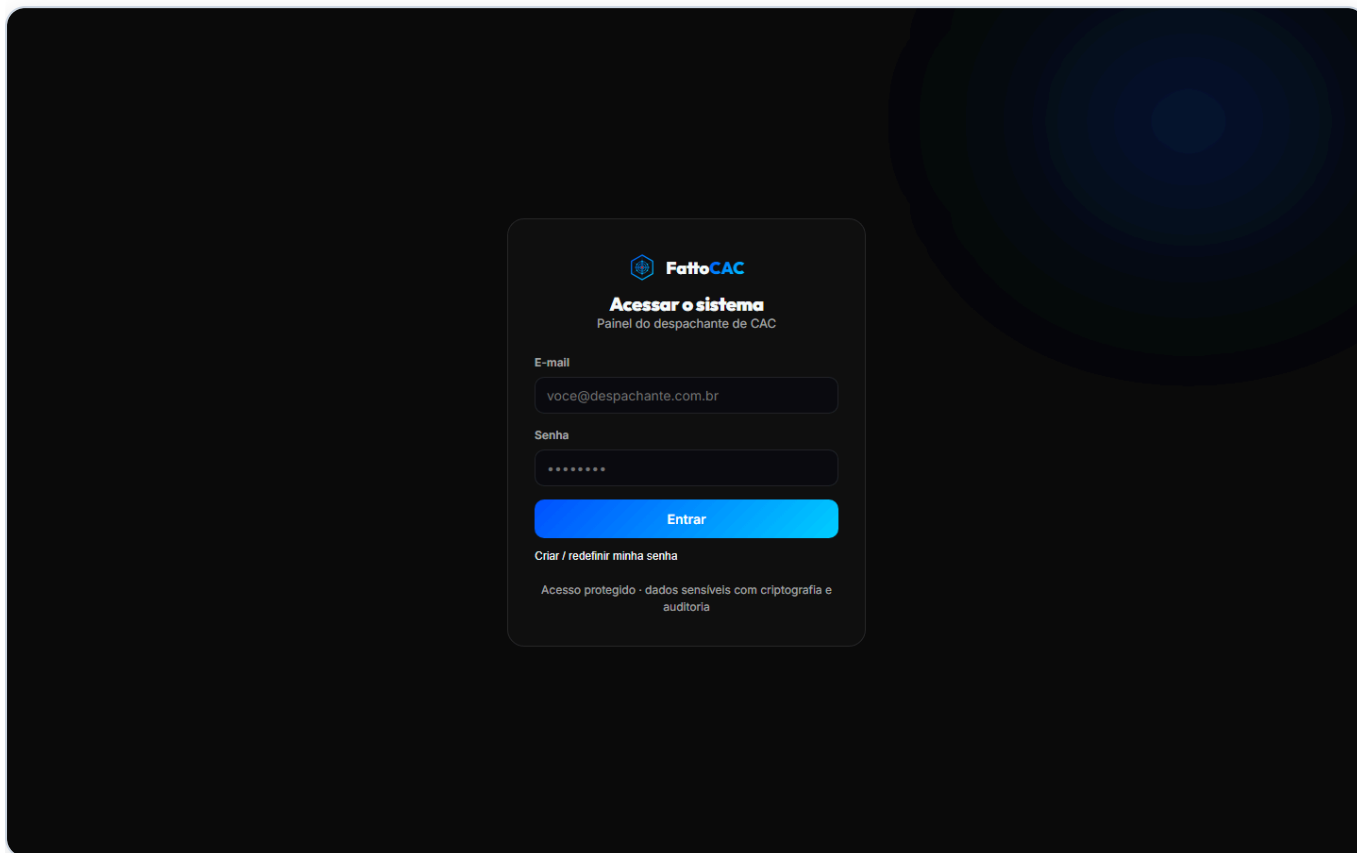 FattoCAC
Acessar o sistema
Painel do despachante de CAC
E-mail
voce@despachante.com.br
Senha
••••••••
Entrar
Criar / redefinir minha senha
Acesso protegido · dados sensíveis com criptografia e
auditoria